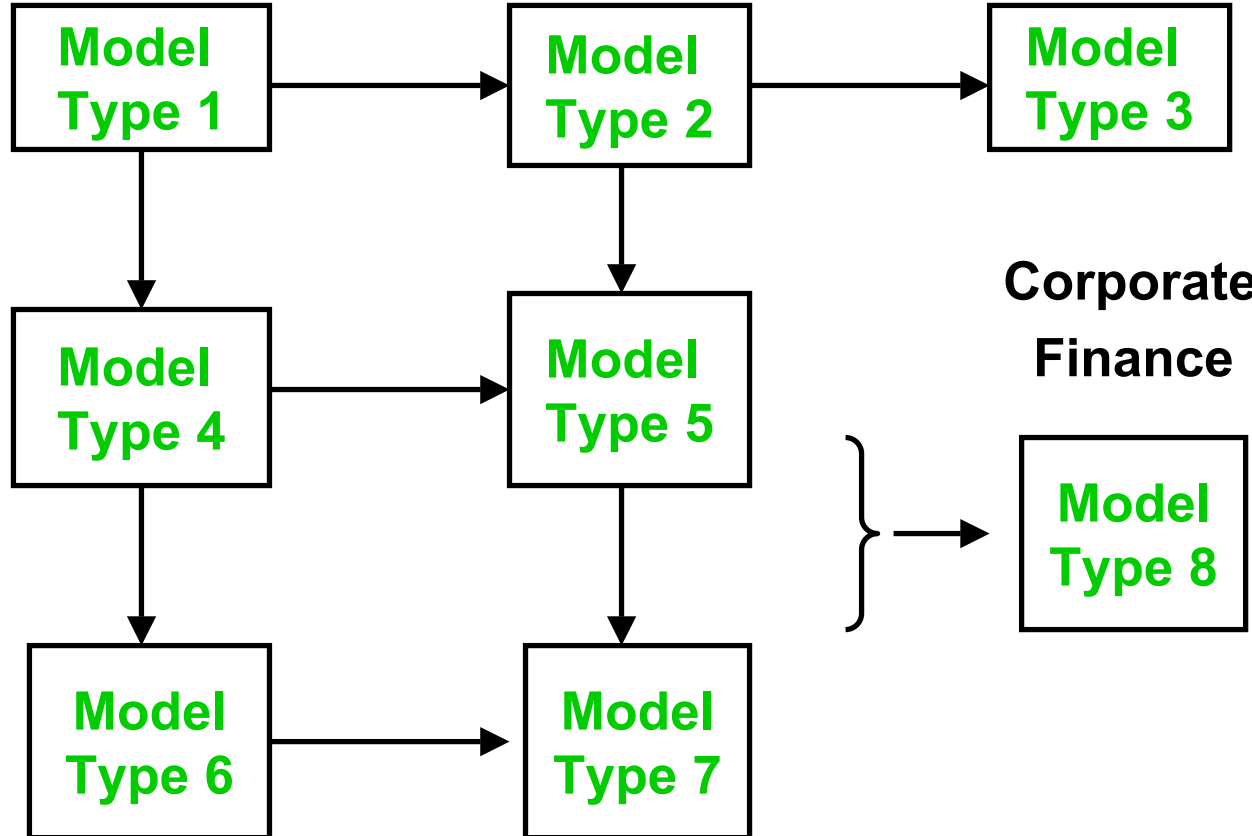 Model
Type 1
Model
Type 2
Model
Type 3
Corporate
Finance
Model
Type 4
Model
Type 5
Model
Type 8
Model
Type 6
Model
Type 7